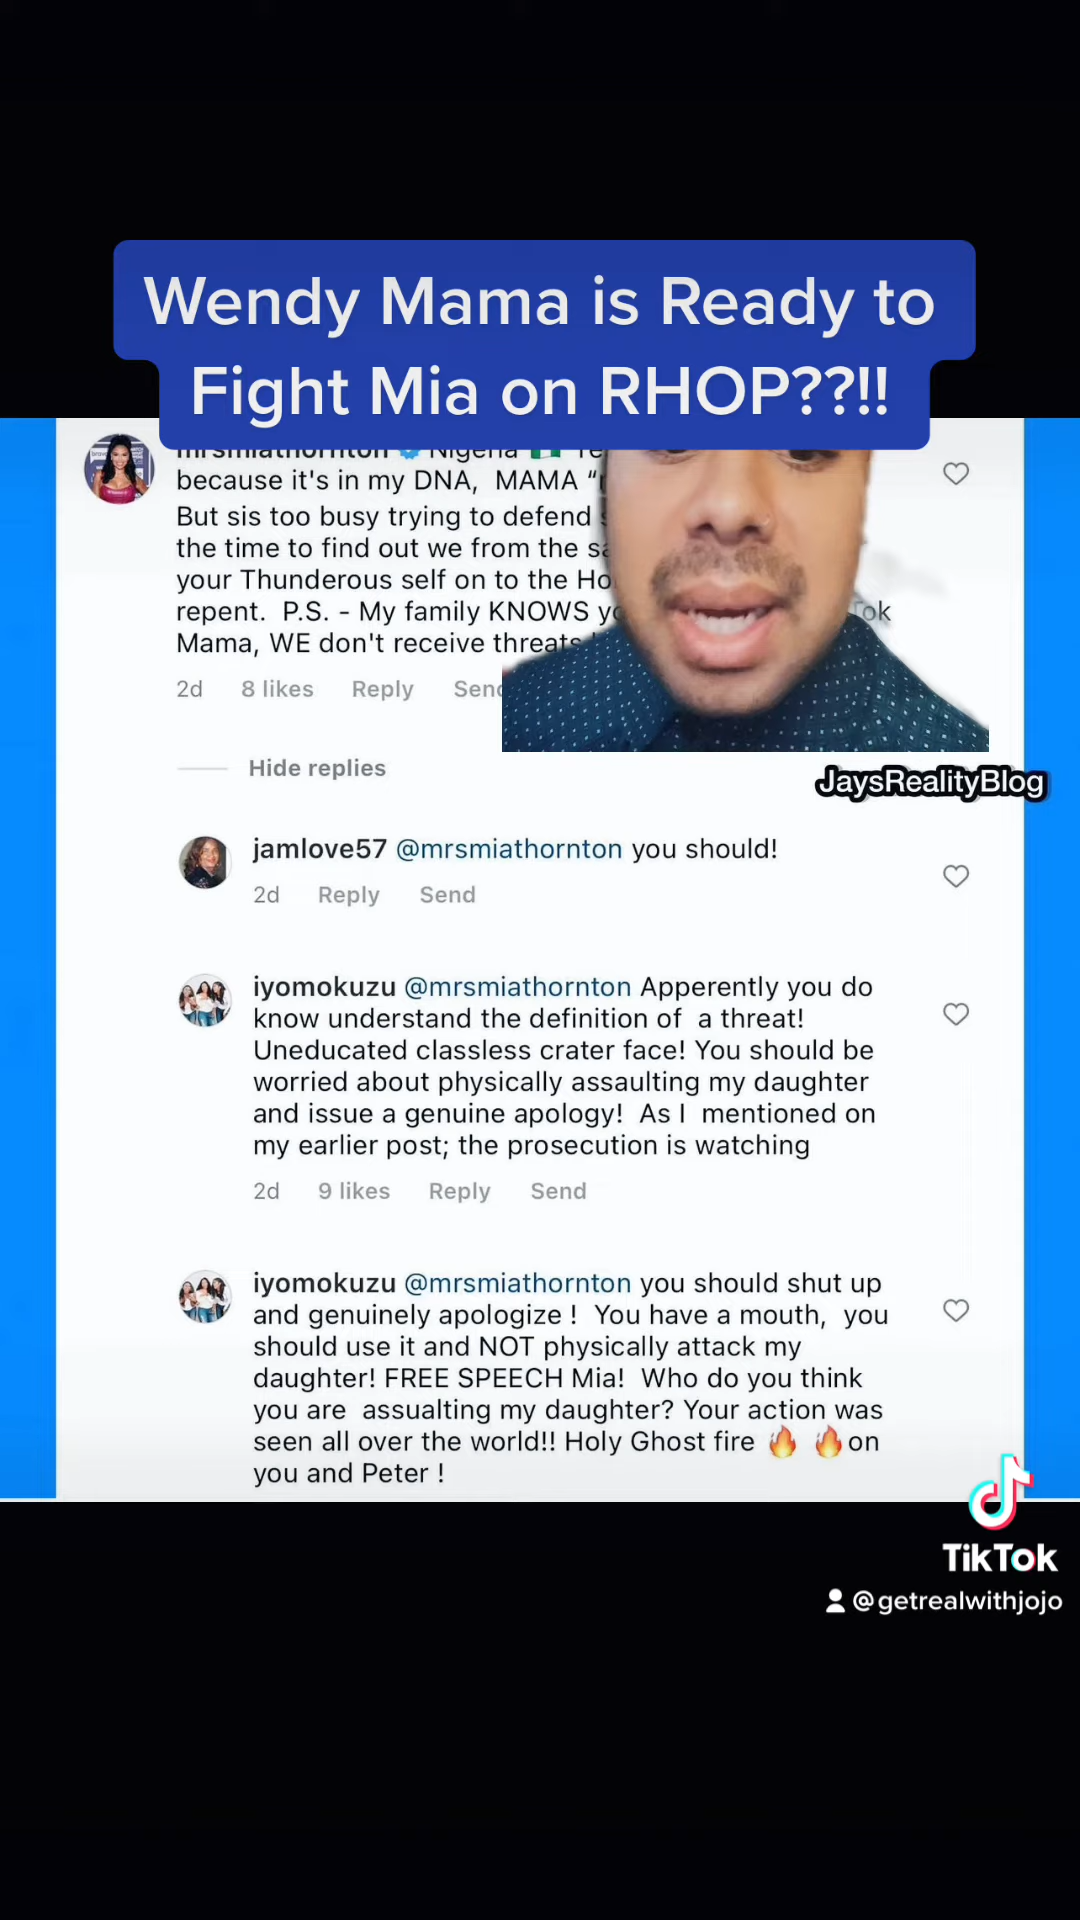 Wendy Mama is Ready to
Fight Mia on RHOP??!!
mrsmiathornton Nigeria
because it's in my DNA, MAMA "
But sis too busy trying to defend
the time to find out we from the
your Thunderous self on to the
repent. P.S. - My family KNOWS
Mama, WE don't receive threats
2d 8 likes Reply Send
Hide replies
JaysRealityBlog
jamlove57 @mrsmiathornton you should!
2d Reply Send
iyomokuzu @mrsmiathornton Apperently you do
know understand the definition of a threat!
Uneducated classless crater face! You should be
worried about physically assaulting my daughter
and issue a genuine apology! As I mentioned on
my earlier post; the prosecution is watching
2d 9 likes Reply Send
iyomokuzu @mrsmiathornton you should shut up
and genuinely apologize ! You have a mouth, you
should use it and NOT physically attack my
daughter! FREE SPEECH Mia! Who do you think
you are assualting my daughter? Your action was
seen all over the world!! Holy Ghost fire 🔥 🔥on
you and Peter !
TikTok
@getrealwithjojo